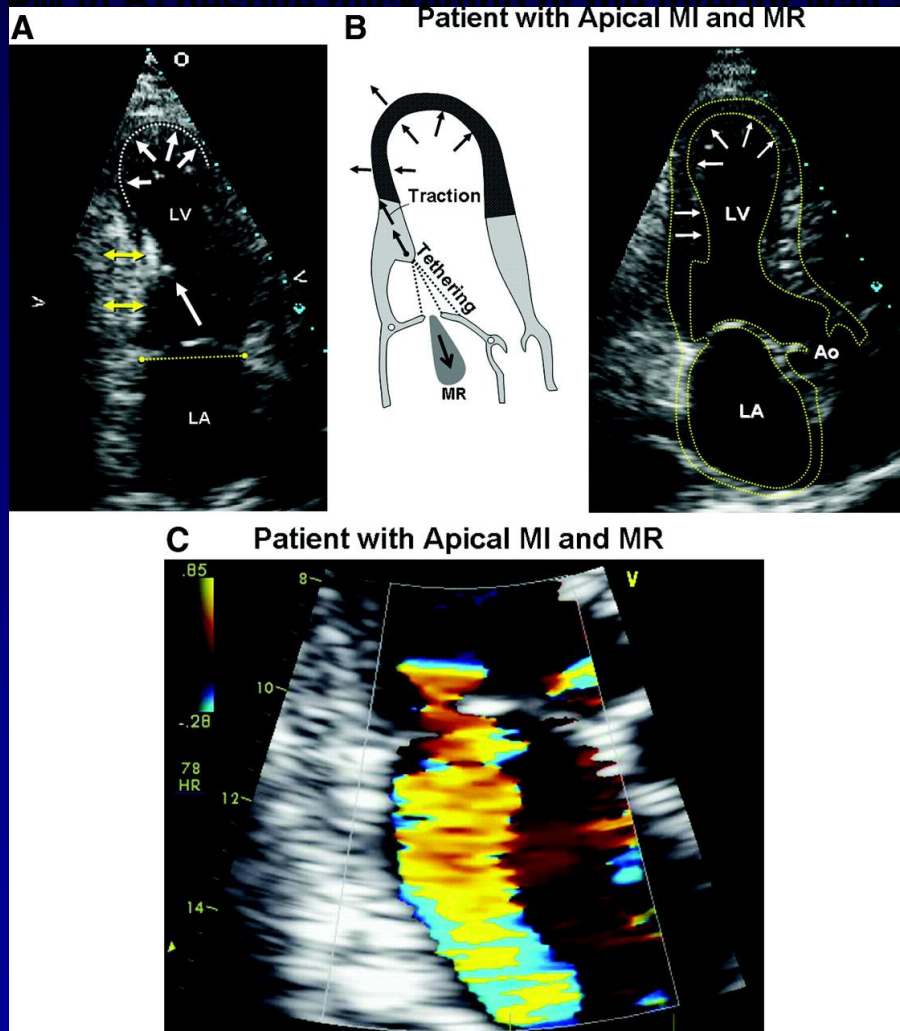 A
B
Patient with Apical MI and MR
LV
LA
Traction
Tethering
MR
LV
Ao
LA
C
Patient with Apical MI and MR
.85
-.28
78
HR
8
10
12
14
V